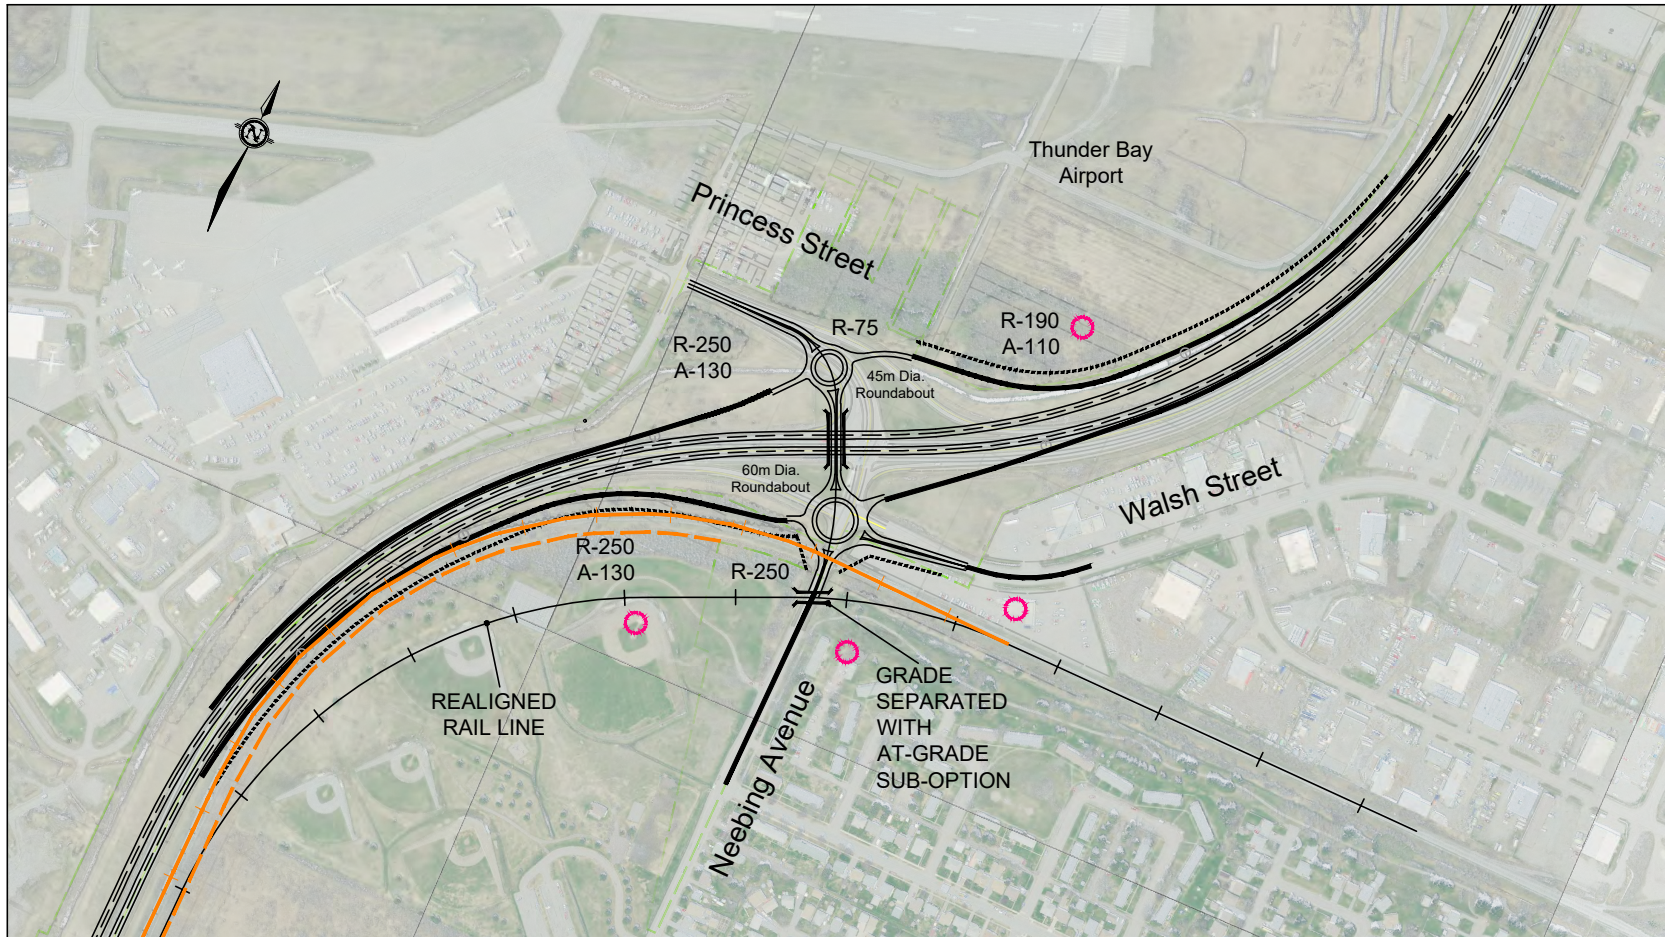 N
Thunder Bay
Airport
Princess Street
R-75
R-190
A-110
R-250
A-130
45m Dia.
Roundabout
60m Dia.
Roundabout
Walsh Street
R-250
A-130
R-250
REALIGNED
RAIL LINE
GRADE
SEPARATED
WITH
AT-GRADE
SUB-OPTION
Neebing Avenue